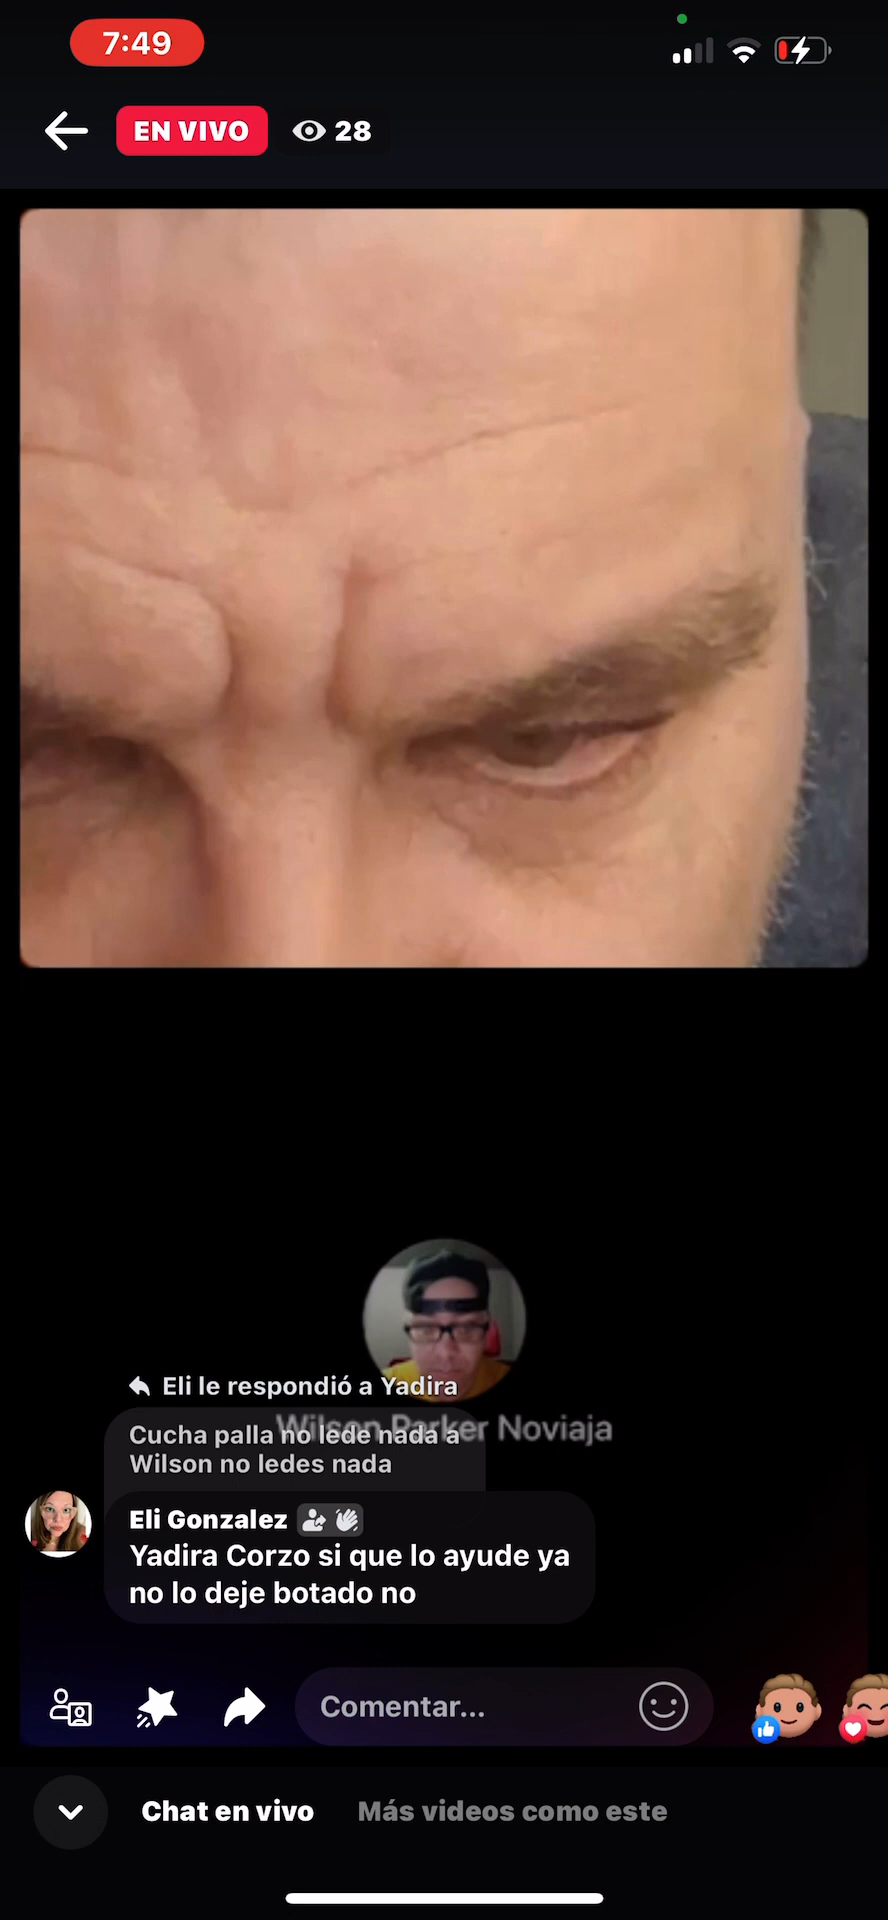 7:49
EN VIVO
28
Eli le respondió a Yadira
Wilson Parker Noviaja
Cucha palla no lede nada a
Wilson no ledes nada
Eli Gonzalez
Yadira Corzo si que lo ayude ya
no lo deje botado no
Comentar...
Chat en vivo
Más videos como este